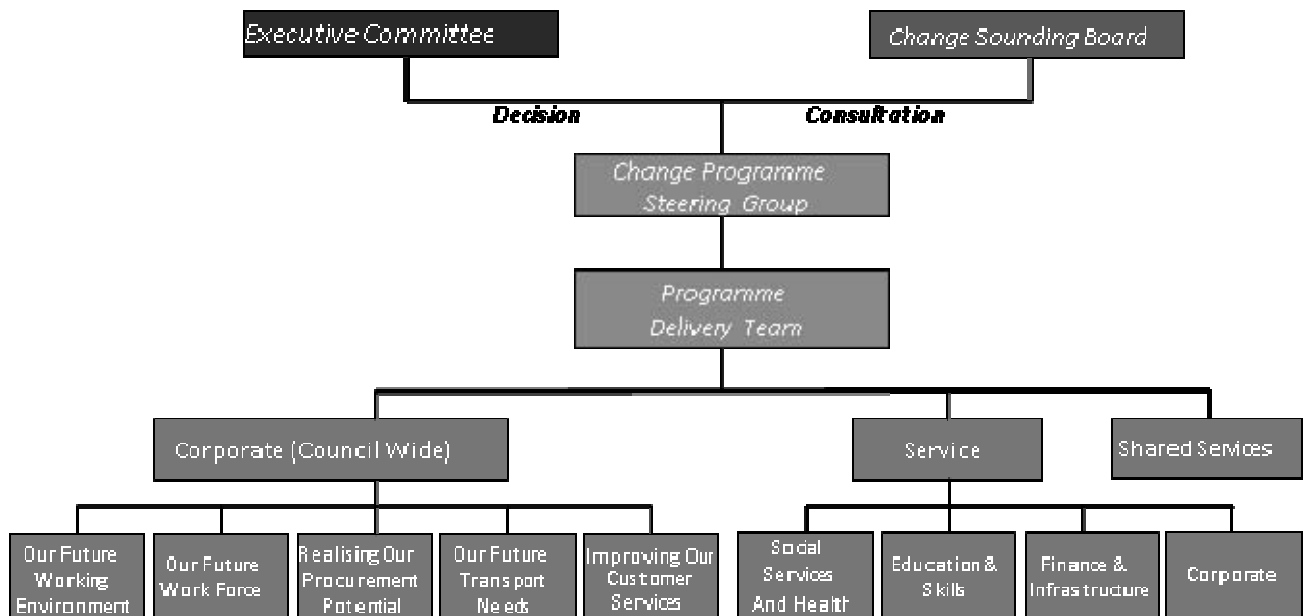 Executive Committee
Change Sounding Board
Decision
Consultation
Change Programme
Steering Group
Programme
Delivery Team
Corporate (Council Wide)
Service
Shared Services
Our Future
Working
Environment
Our Future
Work Force
Realising Our
Procurement
Potential
Our Future
Transport
Needs
Improving Our
Customer
Services
Social
Services
And Health
Education &
Skills
Finance &
Infrastructure
Corporate